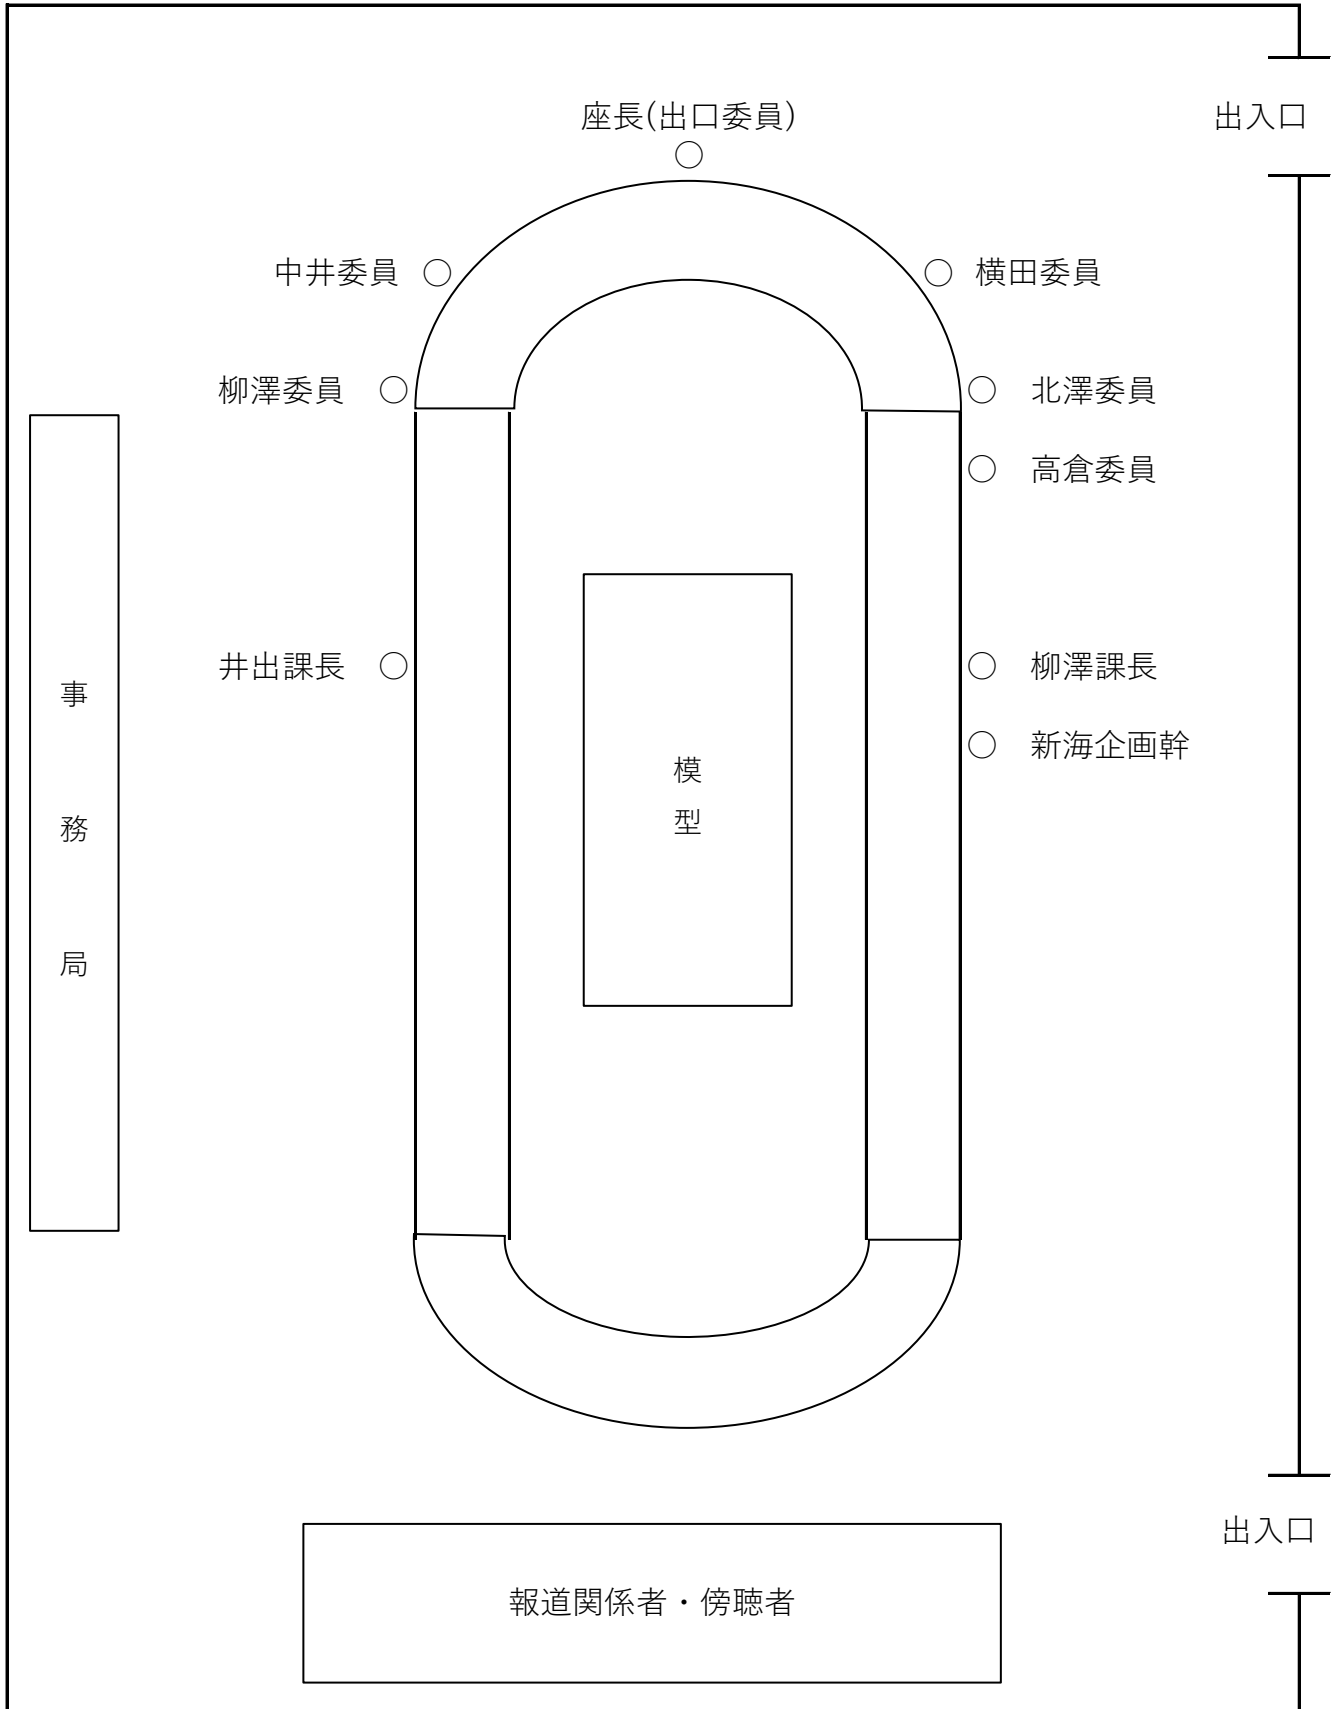 座長(出口委員)
出入口
○
中井委員 ○
○ 横田委員
柳澤委員 ○
○ 北澤委員
○ 高倉委員
井出課長 ○
○ 柳澤課長
○ 新海企画幹
事務局
模型
出入口
報道関係者・傍聴者